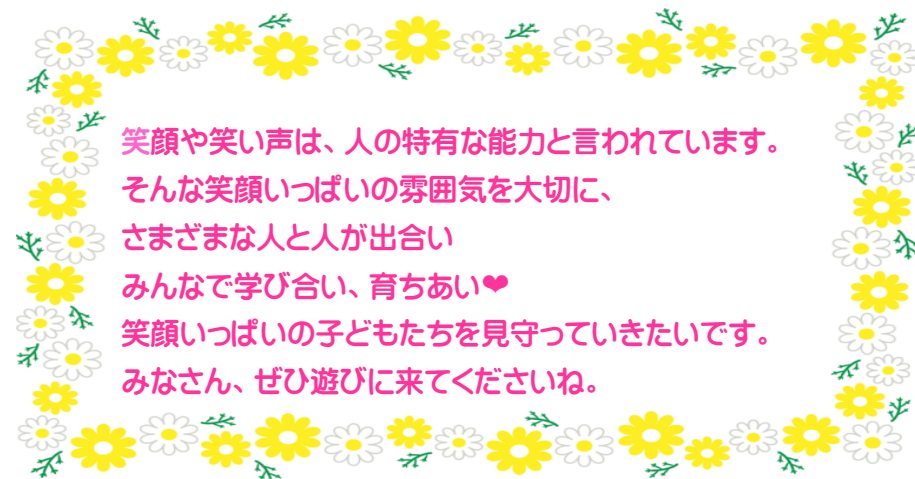 笑顔や笑い声は、人の特有な能力と言われています。
そんな笑顔いっぱいの雰囲気を大切に、
さまざまな人と人が出合い
みんなで学び合い、育ちあい❤
笑顔いっぱいの子どもたちを見守っていきたいです。
みなさん、ぜひ遊びに来てくださいね。